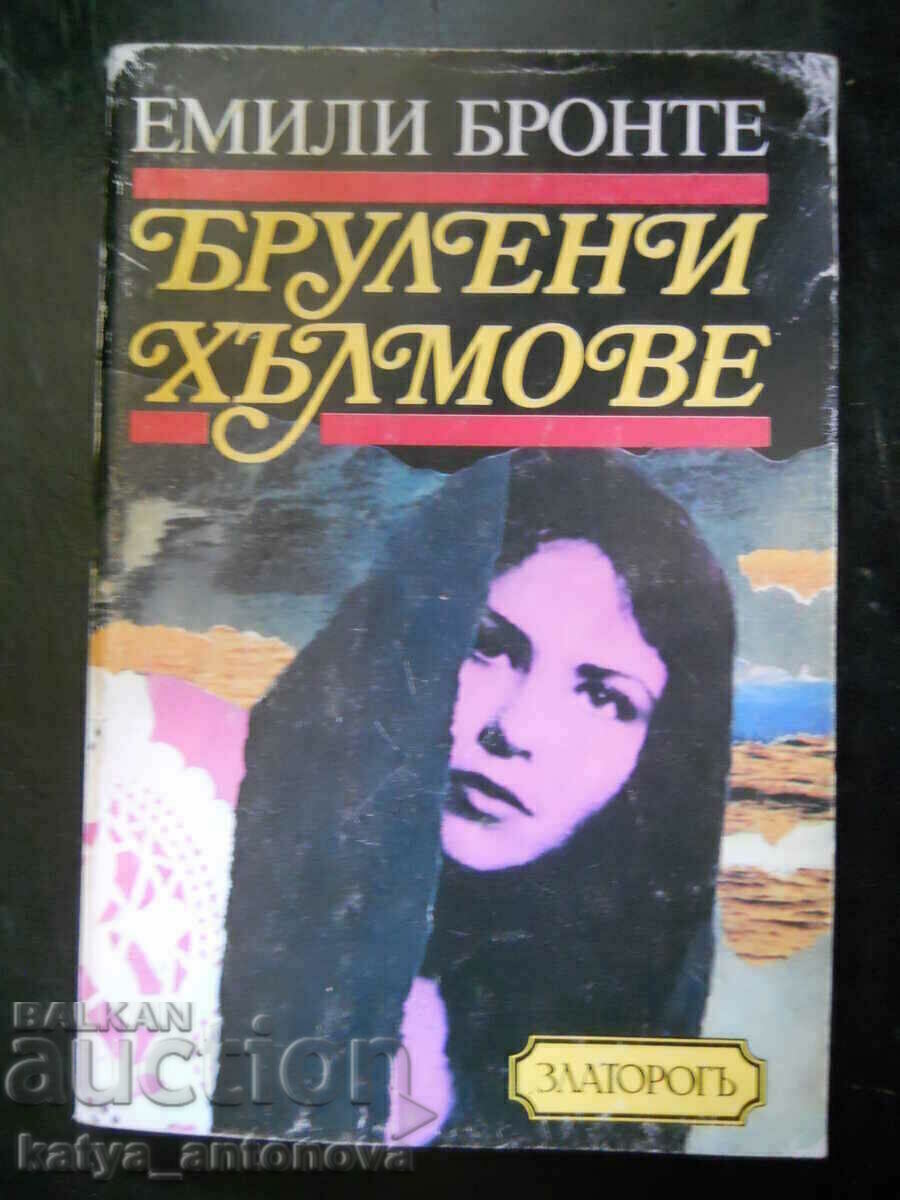 ЕМИЛИ БРОНТЕ
БРУЛЕНИ
ХЪЛМОВЕ
ЗЛАТОРОГЪ
BALKAN
auction
katya_antonova